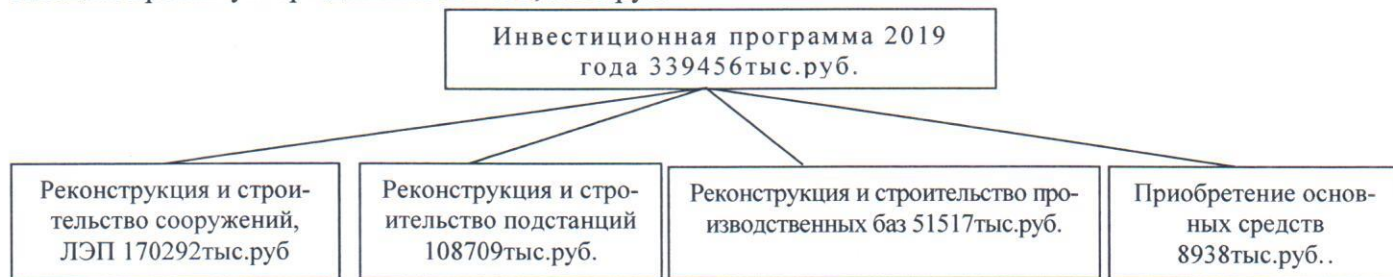 Инвестиционная программа 2019
года 339456тыс.руб.
Реконструкция и строи-
тельство сооружений,
ЛЭП 170292тыс.руб
Реконструкция и стро-
ительство подстанций
108709тыс.руб.
Реконструкция и строительство про-
изводственных баз 51517тыс.руб.
Приобретение основ-
ных средств
8938тыс.руб..